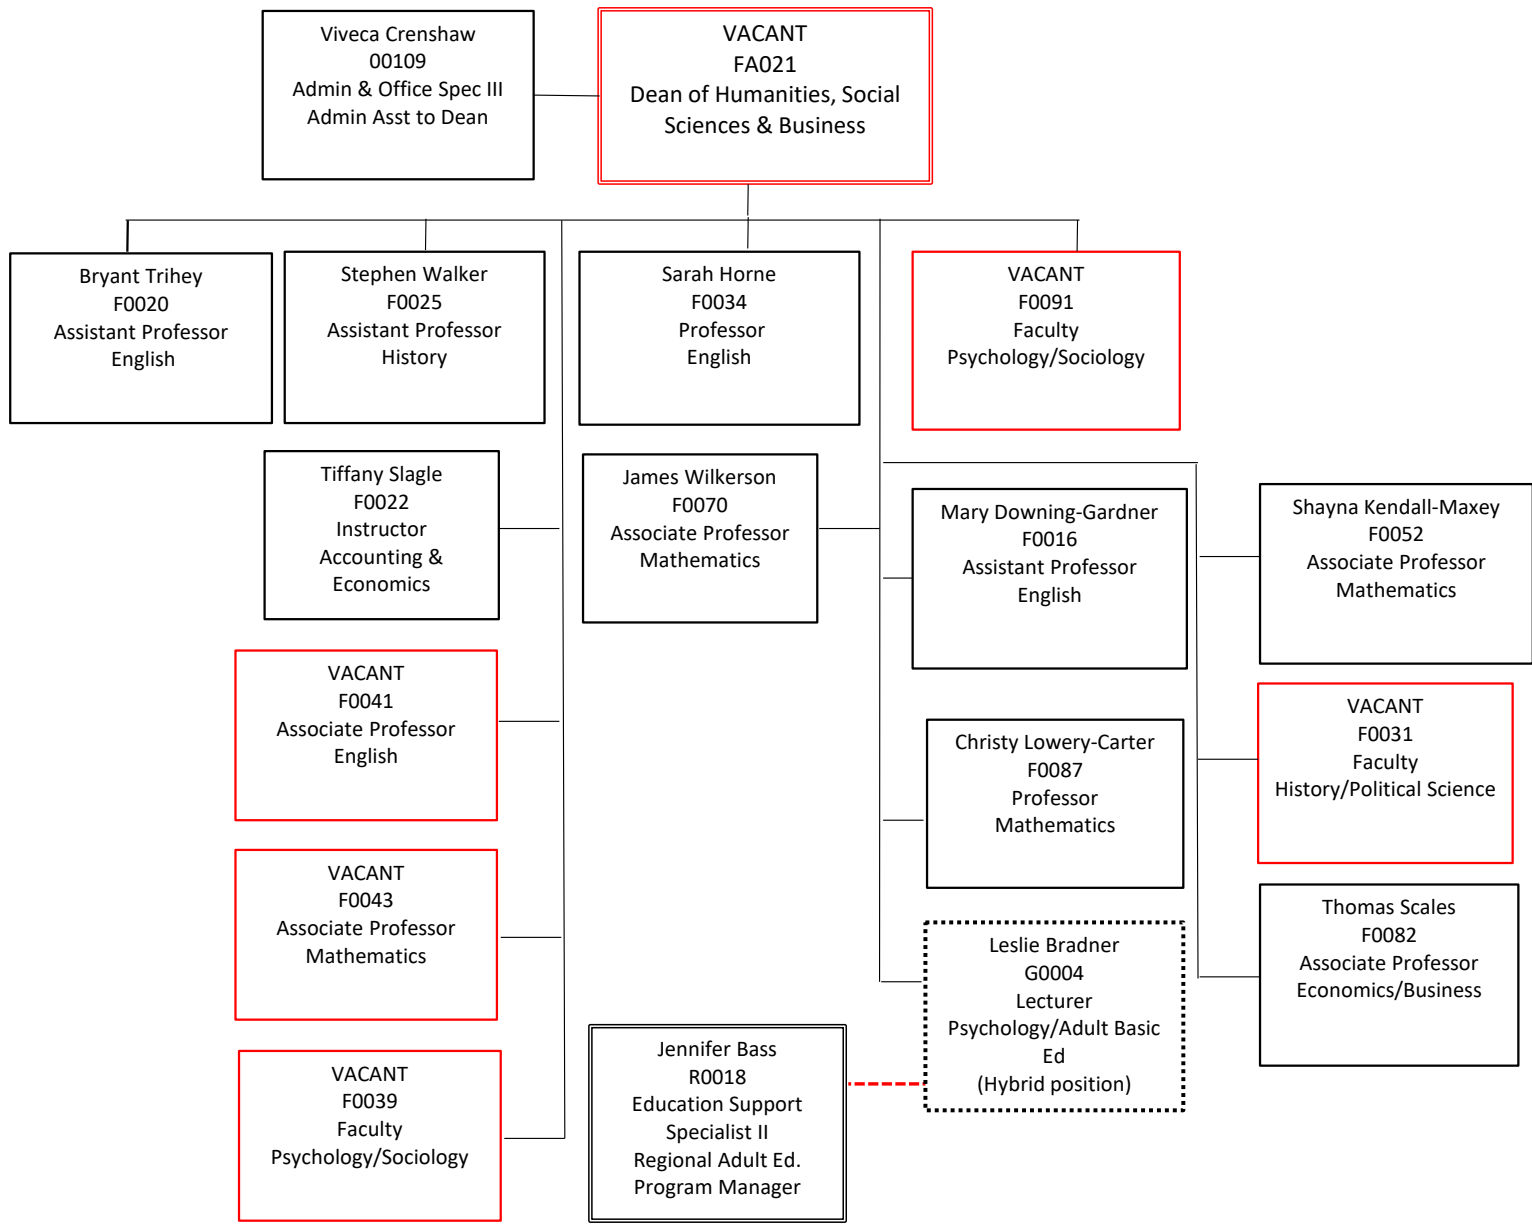 Viveca Crenshaw
00109
Admin & Office Spec III
Admin Asst to Dean
VACANT
FA021
Dean of Humanities, Social
Sciences & Business
Bryant Trihey
F0020
Assistant Professor
English
Stephen Walker
F0025
Assistant Professor
History
Sarah Horne
F0034
Professor
English
VACANT
F0091
Faculty
Psychology/Sociology
Tiffany Slagle
F0022
Instructor
Accounting &
Economics
James Wilkerson
F0070
Associate Professor
Mathematics
Mary Downing-Gardner
F0016
Assistant Professor
English
Shayna Kendall-Maxey
F0052
Associate Professor
Mathematics
VACANT
F0041
Associate Professor
English
Christy Lowery-Carter
F0087
Professor
Mathematics
VACANT
F0031
Faculty
History/Political Science
VACANT
F0043
Associate Professor
Mathematics
Thomas Scales
F0082
Associate Professor
Economics/Business
Leslie Bradner
G0004
Lecturer
Psychology/Adult Basic
Ed
(Hybrid position)
Jennifer Bass
R0018
Education Support
Specialist II
Regional Adult Ed.
Program Manager
VACANT
F0039
Faculty
Psychology/Sociology